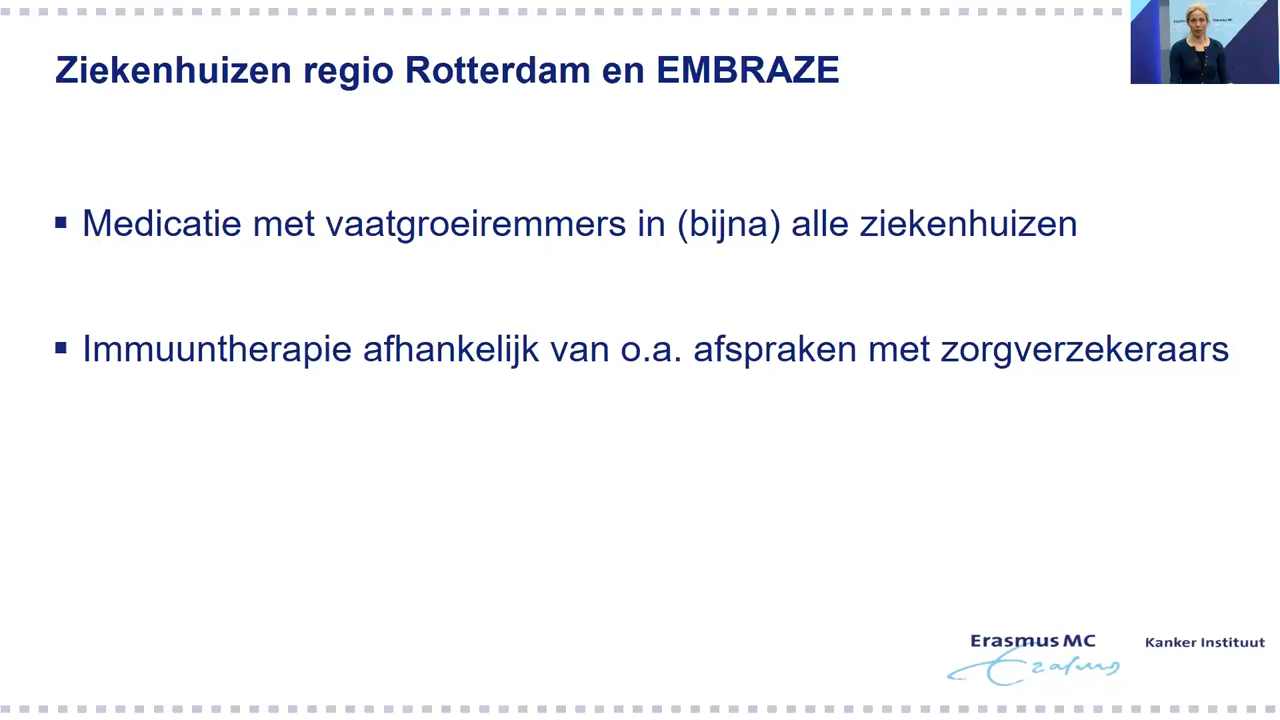 Ziekenhuizen regio Rotterdam en EMBRAZE
▪ Medicatie met vaatgroeiremmers in (bijna) alle ziekenhuizen
▪ Immuuntherapie afhankelijk van o.a. afspraken met zorgverzekeraars
Erasmus MC
Erasmus
Kanker Instituut